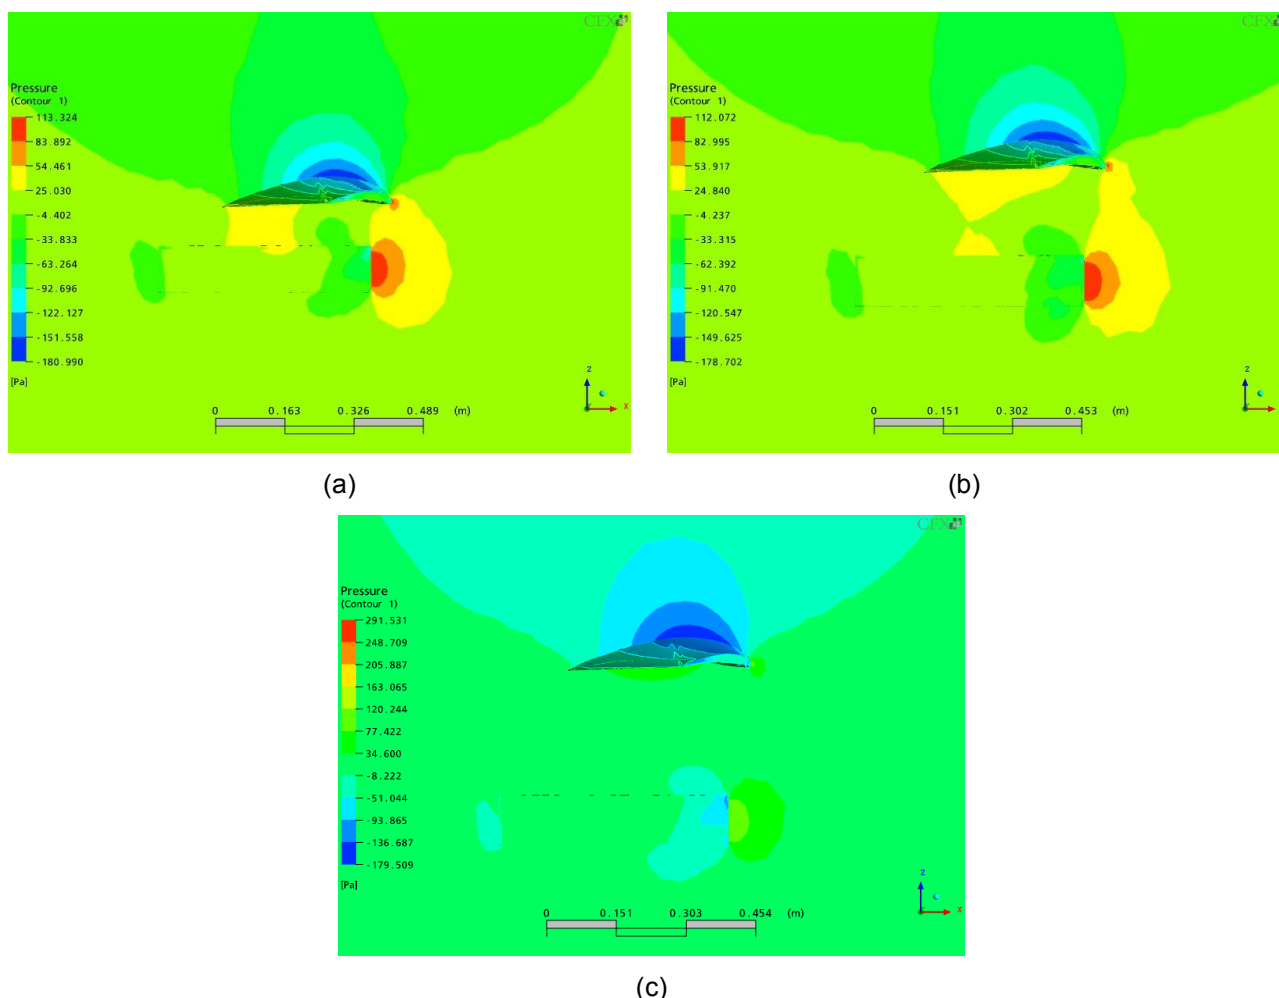 CFX
Pressure
(Contour 1)
113.324
83.892
54.461
25.030
-4.402
-33.833
-63.264
-92.696
-122.127
-151.558
-180.990
[Pa]
z
x
0 0.163 0.326 0.489 (m)
(a)
CFX
Pressure
(Contour 1)
112.072
82.995
53.917
24.840
-4.237
-33.315
-62.392
-91.470
-120.547
-149.625
-178.702
[Pa]
z
x
0 0.151 0.302 0.453 (m)
(b)
CFX
Pressure
(Contour 1)
291.531
248.709
205.887
163.065
120.244
77.422
34.600
-8.222
-51.044
-93.865
-136.687
-179.509
[Pa]
z
x
0 0.151 0.303 0.454 (m)
(c)